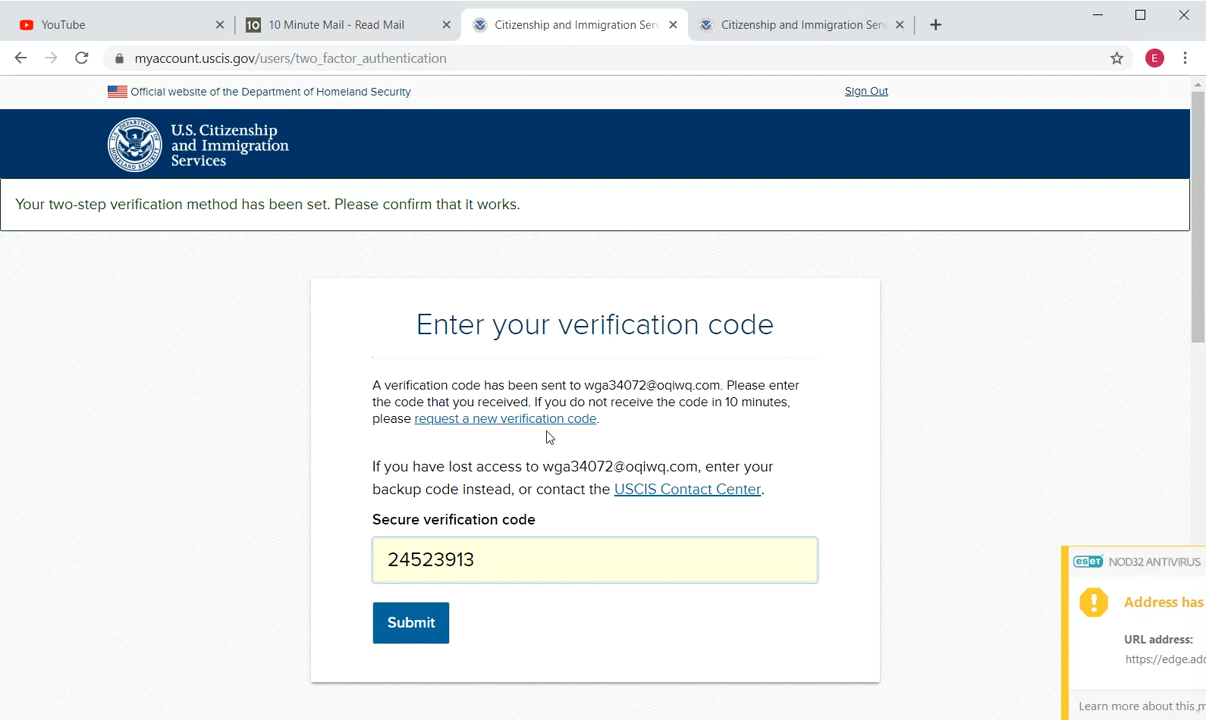 YouTube
10 10 Minute Mail - Read Mail
Citizenship and Immigration Serv
Citizenship and Immigration Serv
myaccount.uscis.gov/users/two_factor_authentication
E
Official website of the Department of Homeland Security
Sign Out
U.S. Citizenship
and Immigration
Services
Your two-step verification method has been set. Please confirm that it works.
Enter your verification code
A verification code has been sent to wga34072@oqiwq.com. Please enter
the code that you received. If you do not receive the code in 10 minutes,
please request a new verification code.
If you have lost access to wga34072@oqiwq.com, enter your
backup code instead, or contact the USCIS Contact Center.
Secure verification code
24523913
Submit
eseT NOD32 ANTIVIRUS
Address has
URL address:
https://edge.adc
Learn more about this m